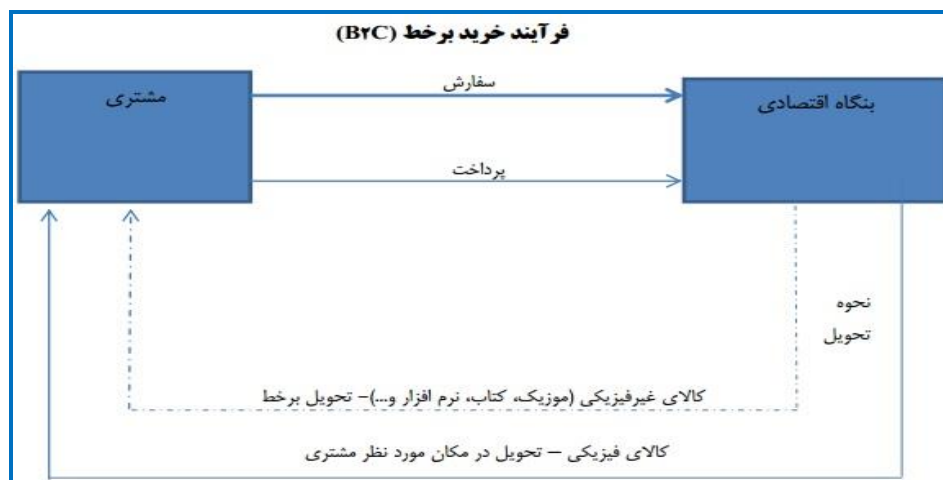 فرآیند خرید برخط (B۲C)
سفارش
مشتری
بنگاه اقتصادی
پرداخت
نحوه
تحویل
کالای غیرفیزیکی (موزیک، کتاب، نرم افزار و...)– تحویل برخط
کالای فیزیکی – تحویل در مکان مورد نظر مشتری